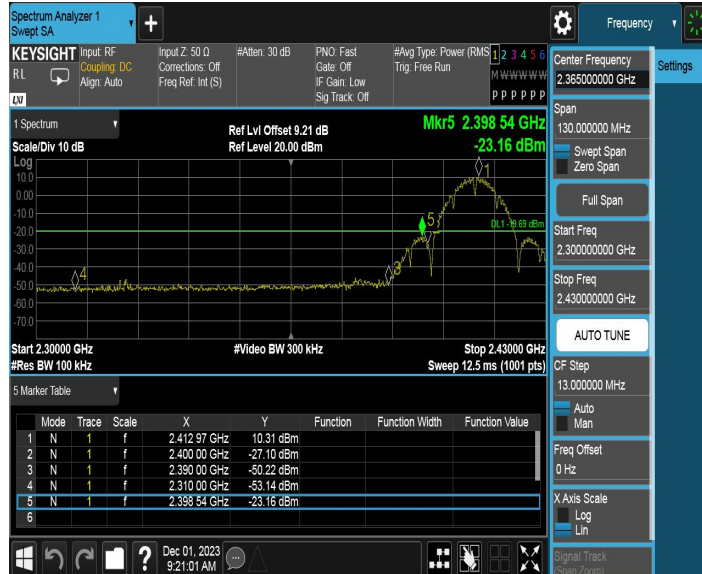 Spectrum Analyzer 1
Swept SA
Frequency
KEYSIGHT
RL
LXI
Input: RF
Coupling: DC
Align: Auto
Input Z: 50 Ω
Corrections: Off
Freq Ref: Int (S)
#Atten: 30 dB
PNO: Fast
Gate: Off
IF Gain: Low
Sig Track: Off
#Avg Type: Power (RMS
Trig: Free Run
1 2 3 4 5 6
M W W W W W
P P P P P P
Center Frequency
2.365000000 GHz
Settings
Span
130.000000 MHz
Swept Span
Zero Span
Full Span
Start Freq
2.300000000 GHz
Stop Freq
2.430000000 GHz
AUTO TUNE
CF Step
13.000000 MHz
Auto
Man
Freq Offset
0 Hz
X Axis Scale
Log
Lin
Signal Track
(Span Zoom)
1 Spectrum
Scale/Div 10 dB
Ref Lvl Offset 9.21 dB
Ref Level 20.00 dBm
Mkr5 2.398 54 GHz
-23.16 dBm
Log
10.0
0.00
-10.0
-20.0
-30.0
-40.0
-50.0
-60.0
-70.0
1
5
DL1 -19.69 dBm
4
3
Start 2.30000 GHz
#Res BW 100 kHz
#Video BW 300 kHz
Stop 2.43000 GHz
Sweep 12.5 ms (1001 pts)
5 Marker Table
Mode Trace Scale X Y Function Function Width Function Value
1 N 1 f 2.412 97 GHz 10.31 dBm
2 N 1 f 2.400 00 GHz -27.10 dBm
3 N 1 f 2.390 00 GHz -50.22 dBm
4 N 1 f 2.310 00 GHz -53.14 dBm
5 N 1 f 2.398 54 GHz -23.16 dBm
6
?
Dec 01, 2023
9:21:01 AM